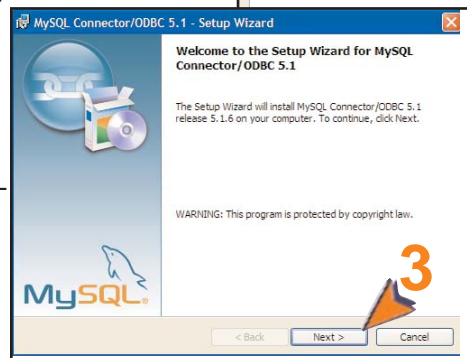 MySQL Connector/ODBC 5.1 - Setup Wizard
Welcome to the Setup Wizard for MySQL
Connector/ODBC 5.1
The Setup Wizard will install MySQL Connector/ODBC 5.1
release 5.1.6 on your computer. To continue, click Next.
WARNING: This program is protected by copyright law.
3
MySQL®
< Back Next > Cancel